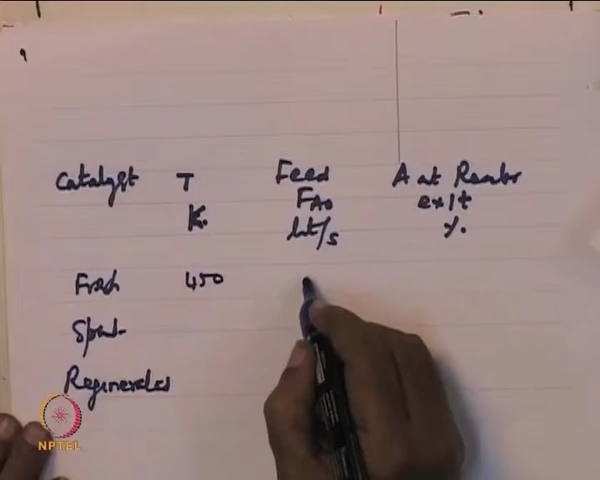 Catalyst T Feed A at Reactor
K. FA0 exit
lit/s %.
Fresh 450
Spent
Regenerated
NPTEL